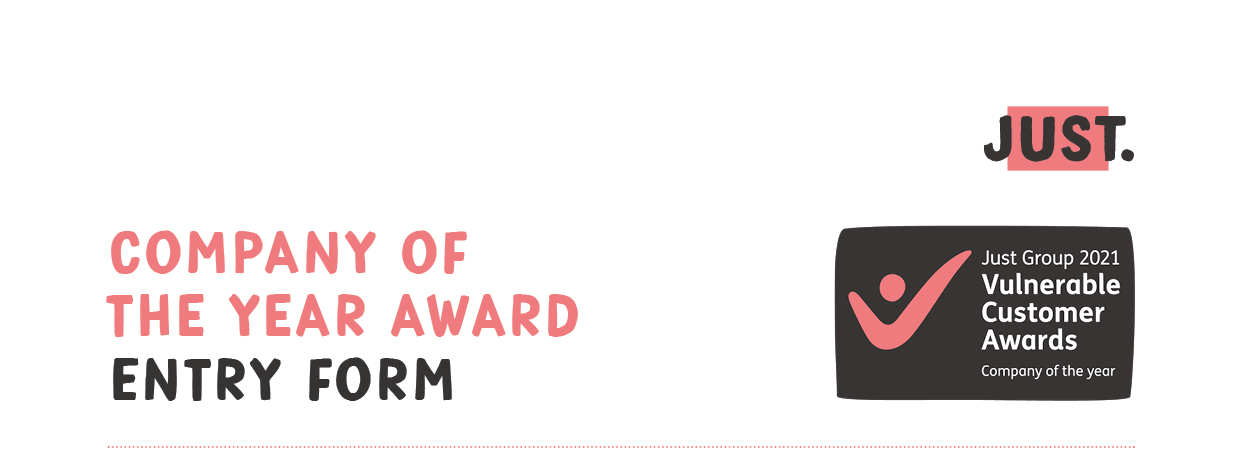 JUST.
COMPANY OF
THE YEAR AWARD
ENTRY FORM
Just Group 2021
Vulnerable
Customer
Awards
Company of the year